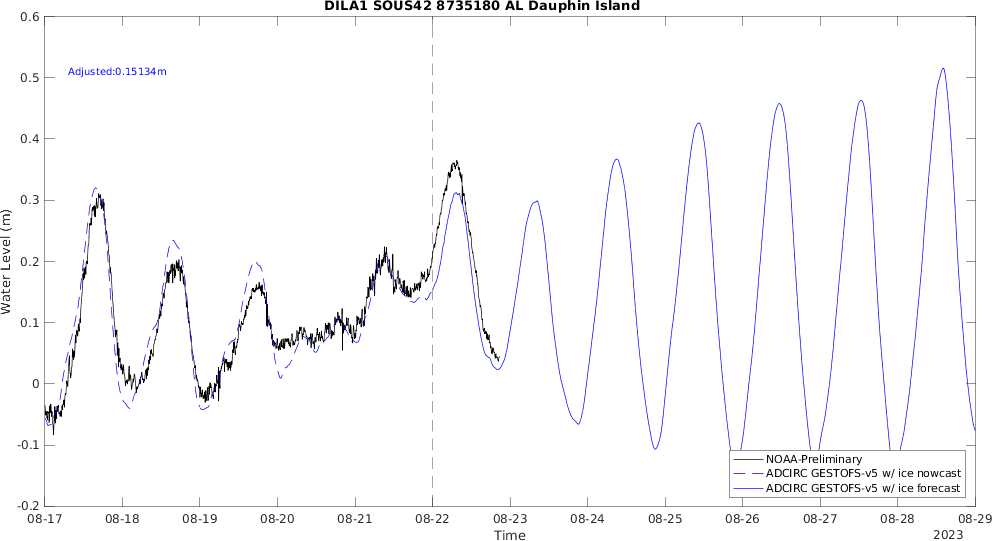 DILA1 SOUS42 8735180 AL Dauphin Island
0.6
0.5
0.4
0.3
0.2
0.1
0
-0.1
-0.2
Water Level (m)
Adjusted:0.15134m
NOAA-Preliminary
ADCIRC GESTOFS-v5 w/ ice nowcast
ADCIRC GESTOFS-v5 w/ ice forecast
08-17 08-18 08-19 08-20 08-21 08-22 08-23 08-24 08-25 08-26 08-27 08-28 08-29
Time
2023